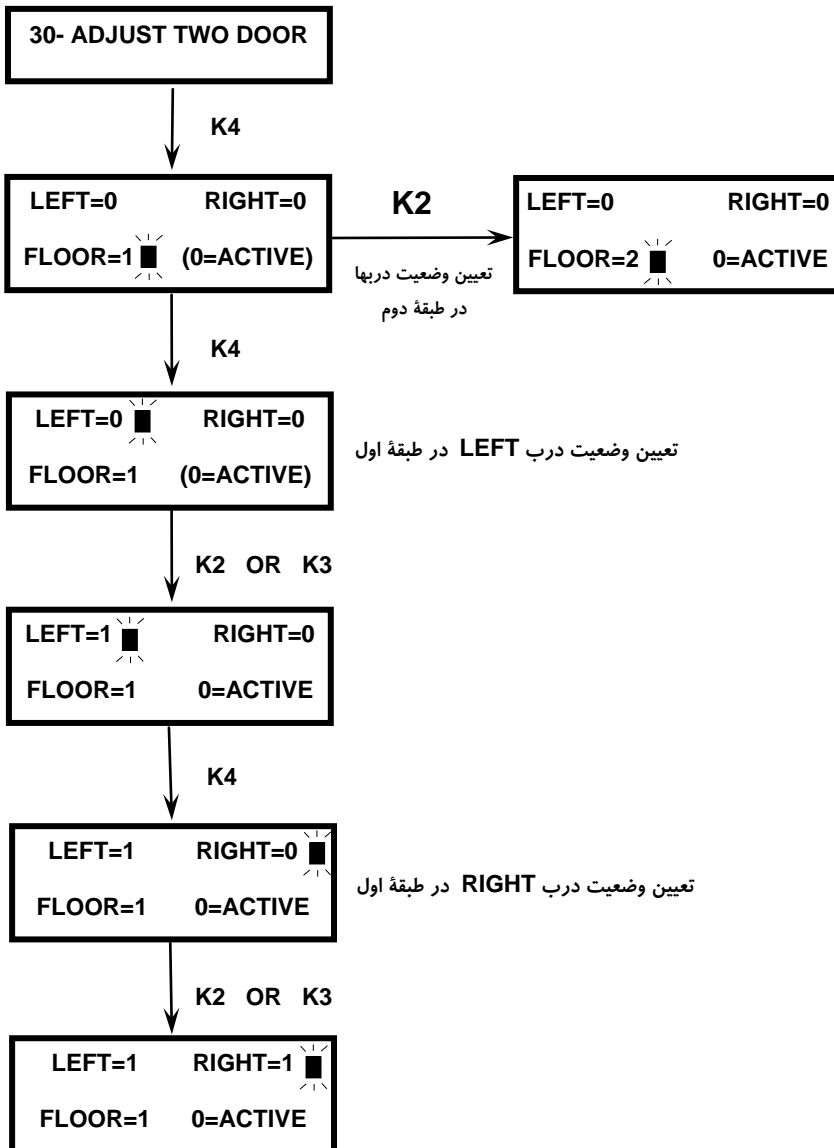 30- ADJUST TWO DOOR
K4
LEFT=0 RIGHT=0
FLOOR=1 (0=ACTIVE)
K2
تعیین وضعیت دربها
در طبقۀ دوم
LEFT=0 RIGHT=0
FLOOR=2 0=ACTIVE
K4
LEFT=0 RIGHT=0
FLOOR=1 (0=ACTIVE)
تعیین وضعیت درب LEFT در طبقۀ اول
K2 OR K3
LEFT=1 RIGHT=0
FLOOR=1 0=ACTIVE
K4
LEFT=1 RIGHT=0
FLOOR=1 0=ACTIVE
تعیین وضعیت درب RIGHT در طبقۀ اول
K2 OR K3
LEFT=1 RIGHT=1
FLOOR=1 0=ACTIVE